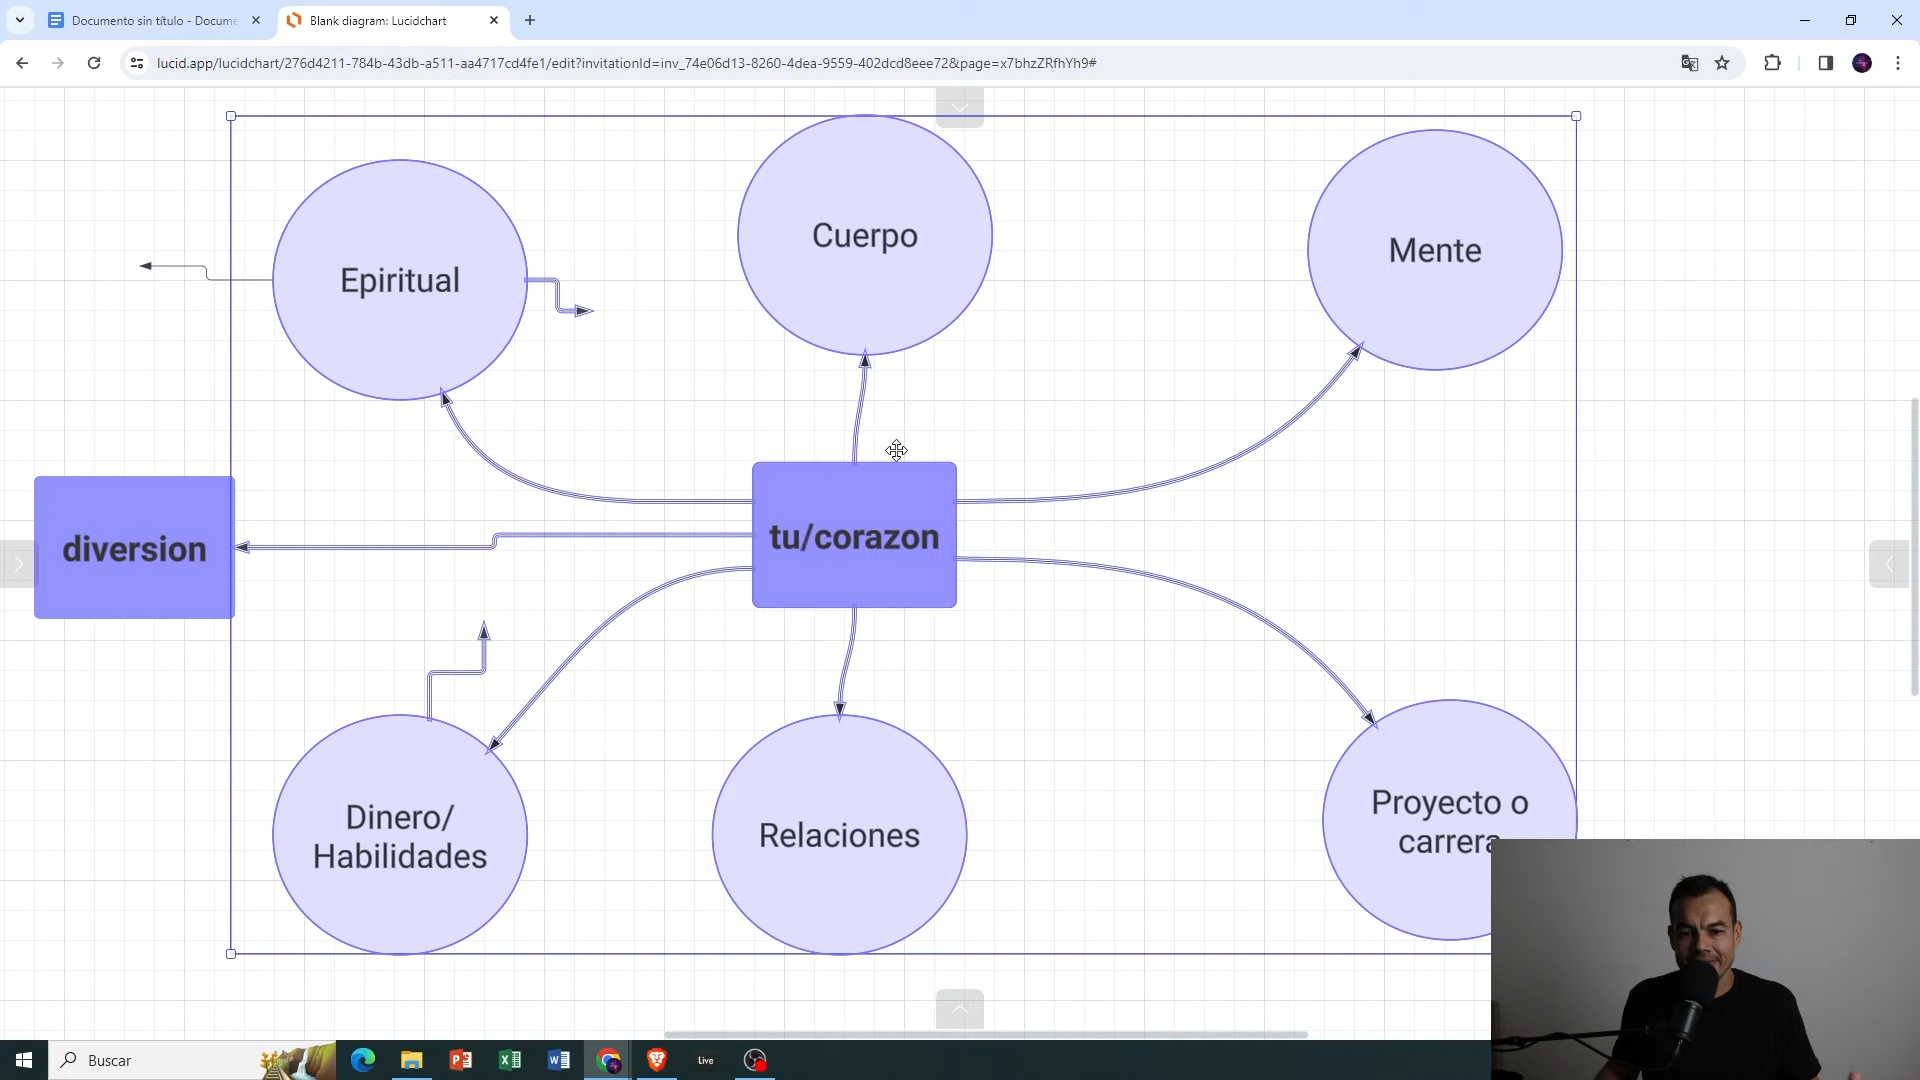 Documento sin título - Docume
Blank diagram: Lucidchart
lucid.app/lucidchart/276d4211-784b-43db-a511-aa4717cd4fe1/edit?invitationId=inv_74e06d13-8260-4dea-9559-402dcd8eee72&page=x7bhzZRfhYh9#
Epiritual
Cuerpo
Mente
diversion
tu/corazon
Dinero/
Habilidades
Relaciones
Proyecto o
carrera
Buscar
Live